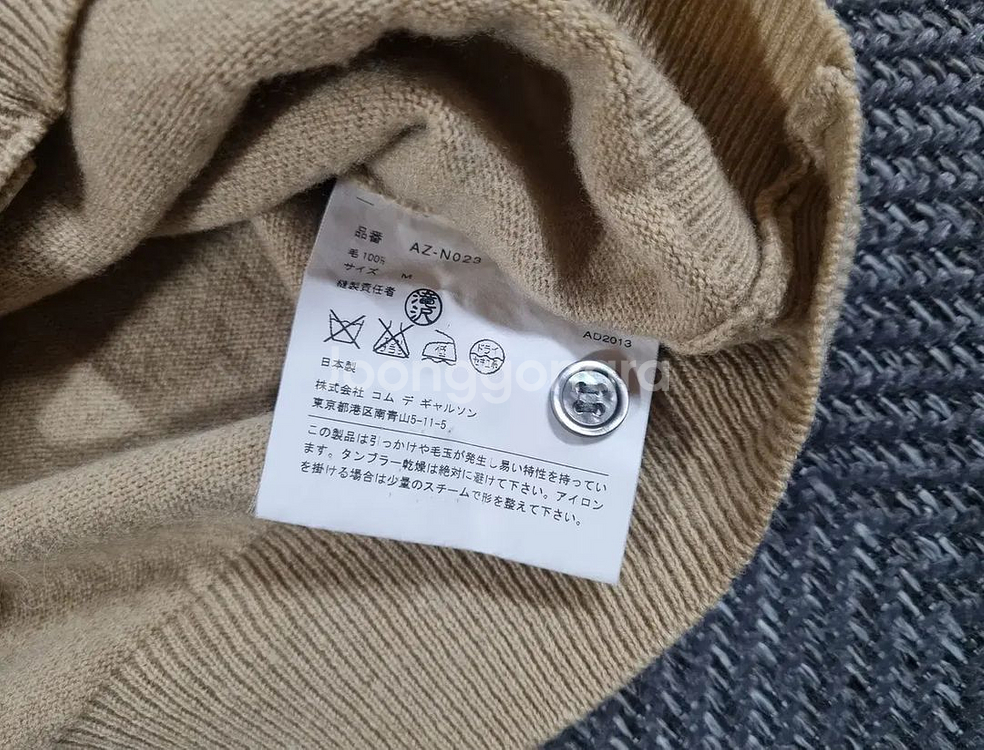 品番 AZ-N023
毛 100%
サイズ M
縫製責任者 滝沢
ドライ
AD2013
日本製
株式会社 コム デ ギャルソン
東京都港区南青山5-11-5
この製品は引っかけや毛玉が発生し易い特性を持ってい
ます。タンブラー乾燥は絶対に避けて下さい。アイロン
を掛ける場合は少量のスチームで形を整えて下さい。
joonggonara